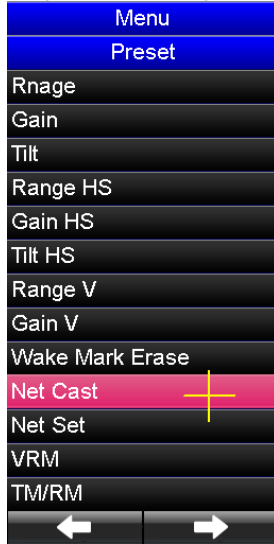 Menu
Preset
Rnage
Gain
Tilt
Range HS
Gain HS
Tilt HS
Range V
Gain V
Wake Mark Erase
Net Cast
Net Set
VRM
TM/RM